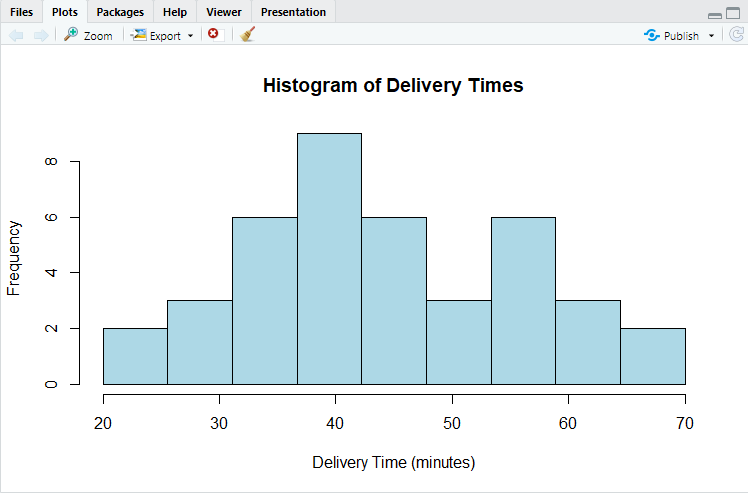 Files Plots Packages Help Viewer Presentation
Zoom Export Publish
Histogram of Delivery Times
Frequency
8
6
4
2
0
20 30 40 50 60 70
Delivery Time (minutes)